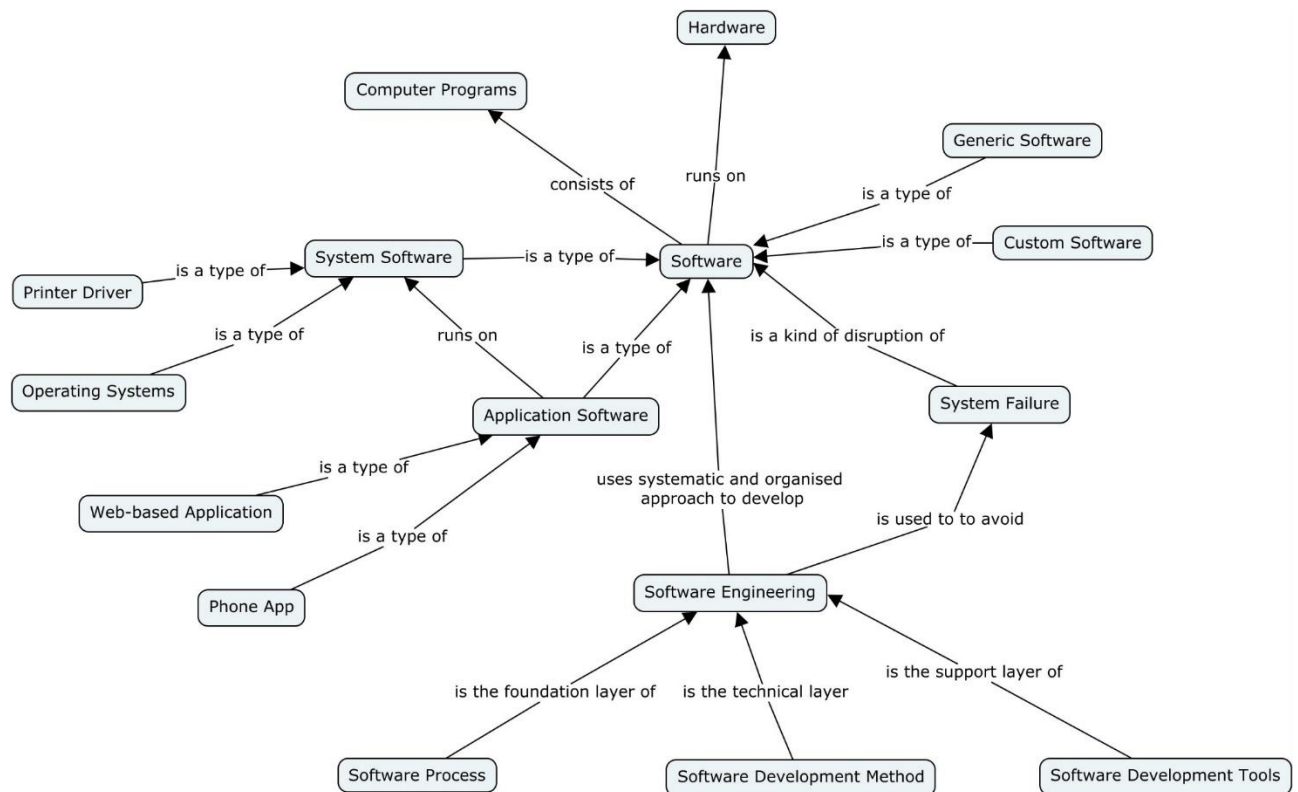 Hardware
Computer Programs
Generic Software
consists of
runs on
is a type of
System Software
is a type of
Software
is a type of
Custom Software
is a type of
Printer Driver
is a type of
runs on
is a type of
is a kind of disruption of
Operating Systems
Application Software
System Failure
is a type of
Web-based Application
uses systematic and organised
approach to develop
is a type of
is used to to avoid
Phone App
Software Engineering
is the foundation layer of
is the technical layer
is the support layer of
Software Process
Software Development Method
Software Development Tools